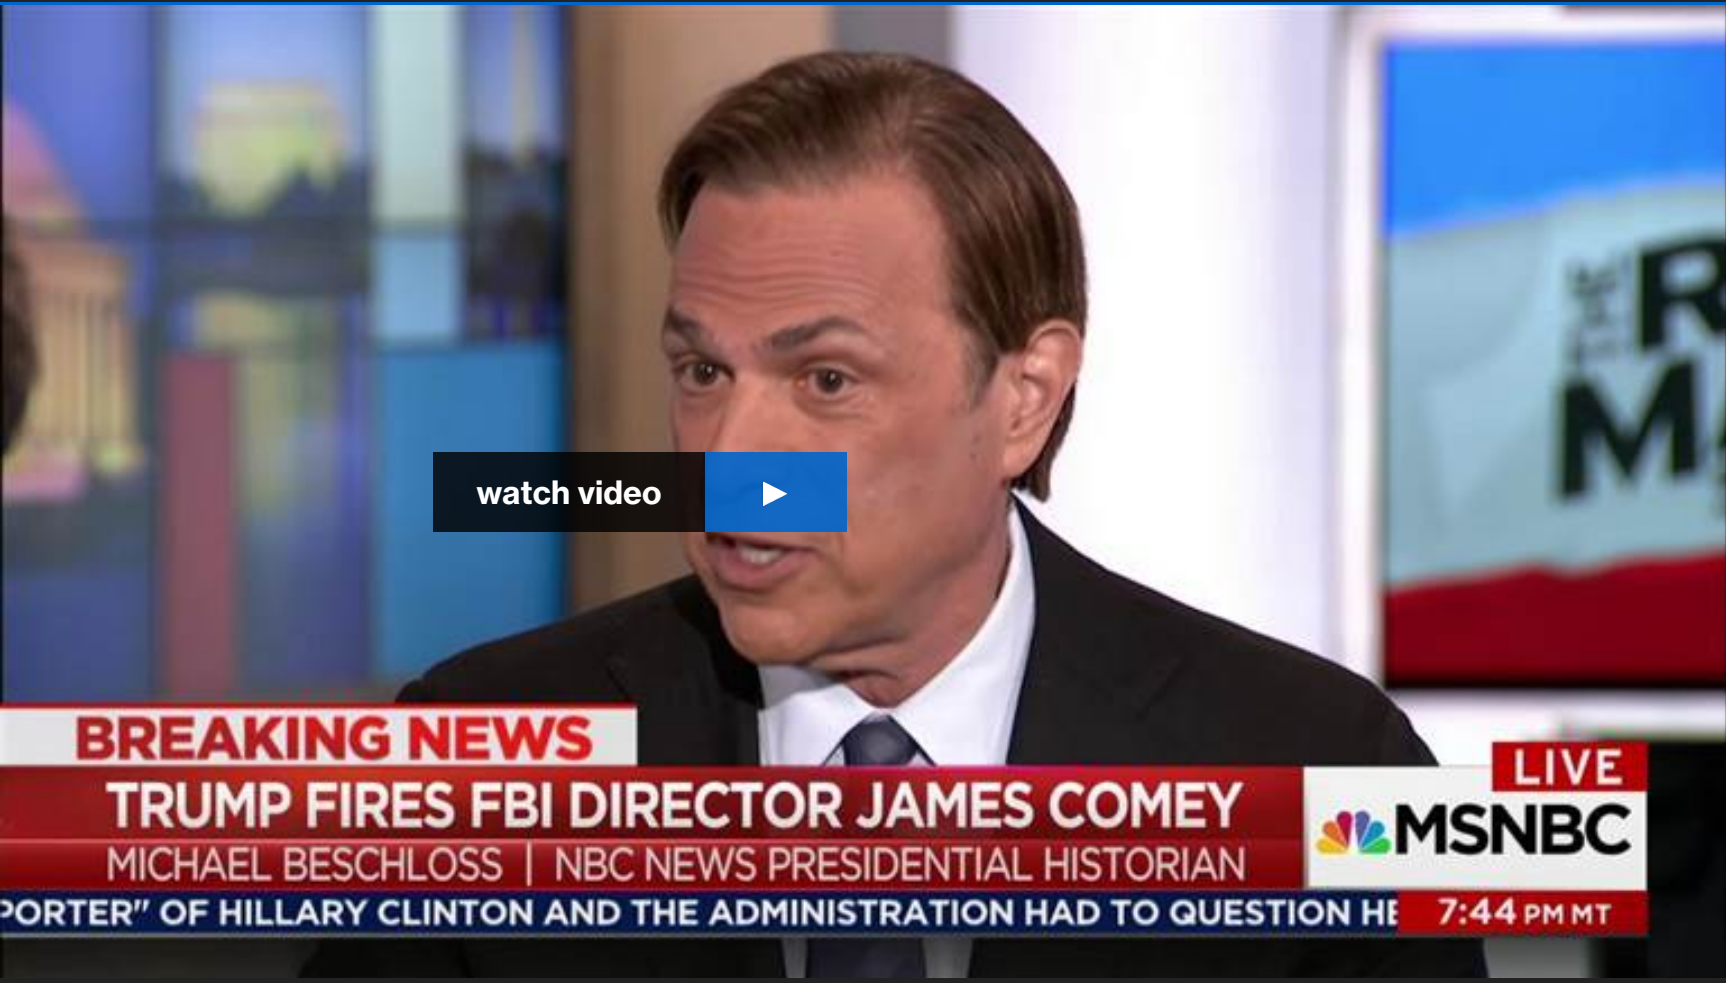 THE R
M
watch video
BREAKING NEWS
TRUMP FIRES FBI DIRECTOR JAMES COMEY
MICHAEL BESCHLOSS | NBC NEWS PRESIDENTIAL HISTORIAN
PORTER" OF HILLARY CLINTON AND THE ADMINISTRATION HAD TO QUESTION HE
LIVE
MSNBC
7:44 PM MT